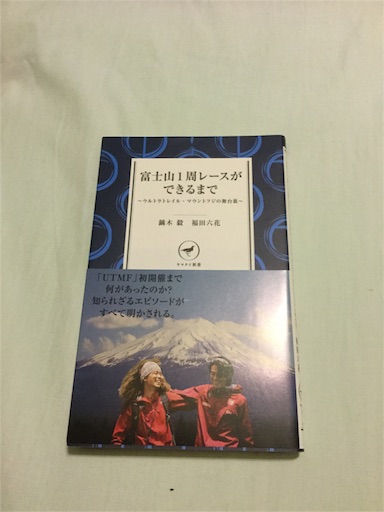 富士山1周レースが
できるまで
〜ウルトラトレイル・マウントフジの舞台裏〜
鏑木 毅 福田六花
ヤマケイ新書
「UTMF」初開催まで
何があったのか?
知られざるエピソードが
すべて明かされる。